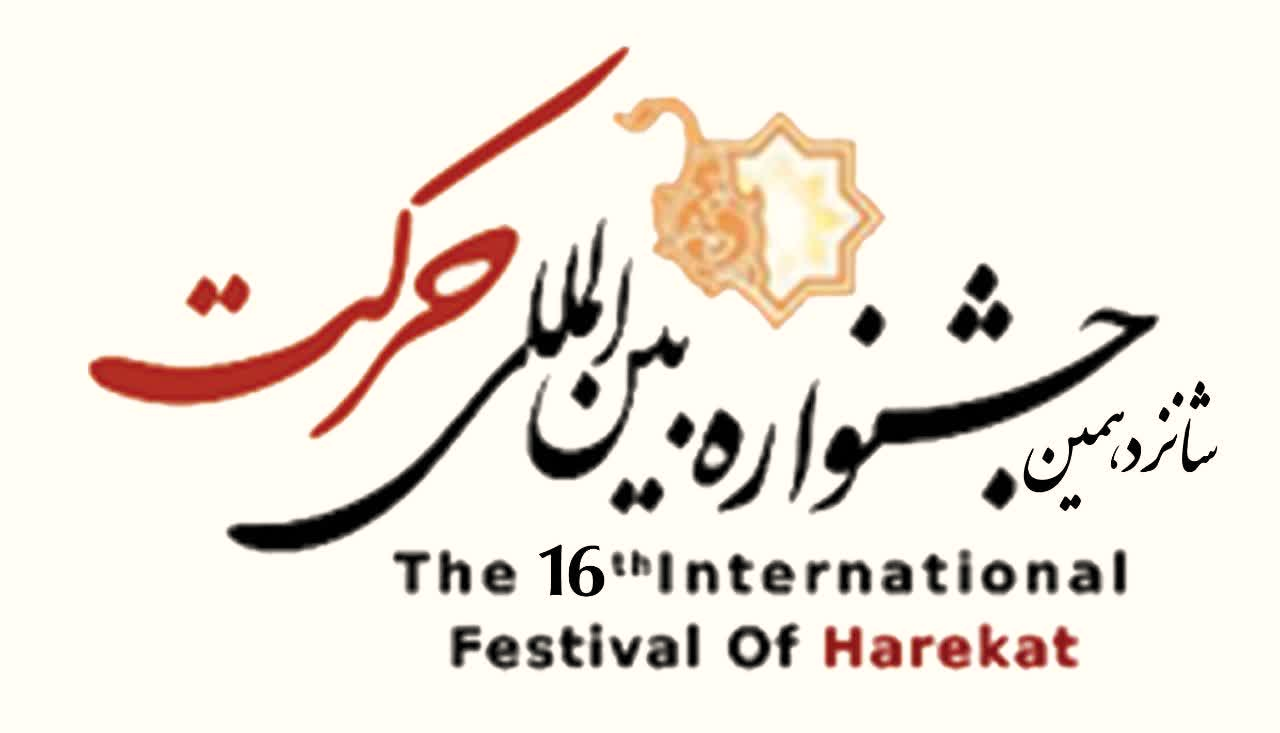 شانزدهمین
جشنواره بین المللی حرکت
The 16th International
Festival Of Harekat